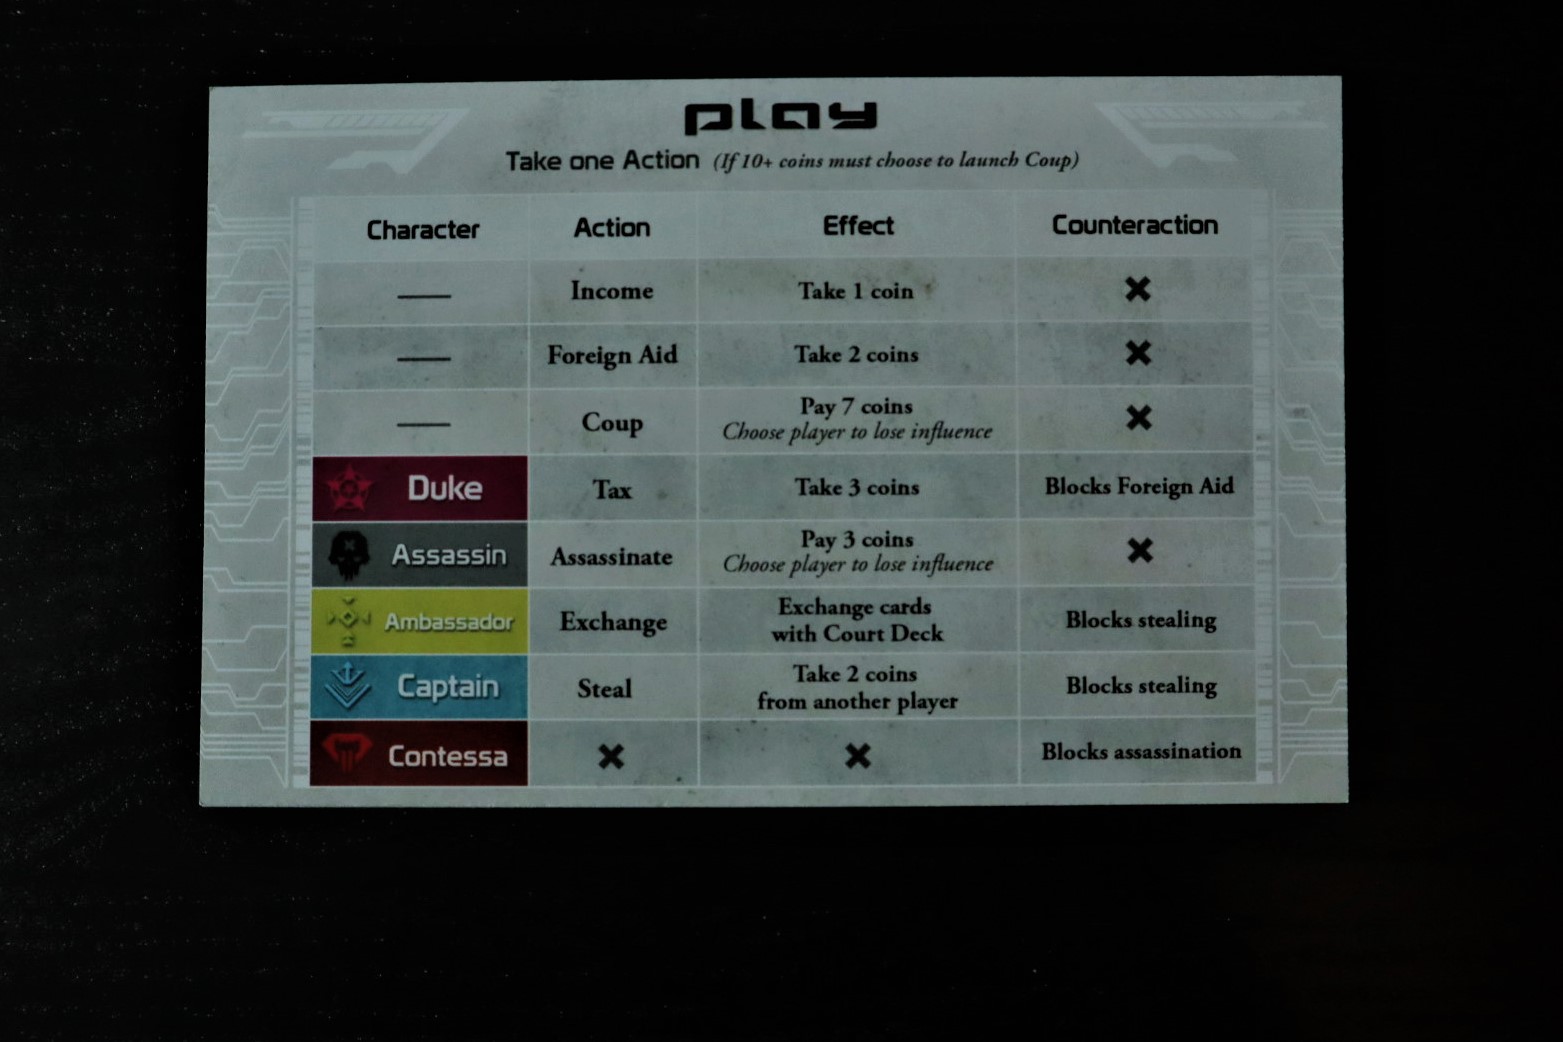 play
Take one Action (If 10+ coins must choose to launch Coup)
Character Action Effect Counteraction
— Income Take 1 coin ✖
— Foreign Aid Take 2 coins ✖
— Coup Pay 7 coins ✖
Choose player to lose influence
Duke Tax Take 3 coins Blocks Foreign Aid
Assassin Assassinate Pay 3 coins ✖
Choose player to lose influence
Ambassador Exchange Exchange cards Blocks stealing
with Court Deck
Captain Steal Take 2 coins Blocks stealing
from another player
Contessa ✖ ✖ Blocks assassination